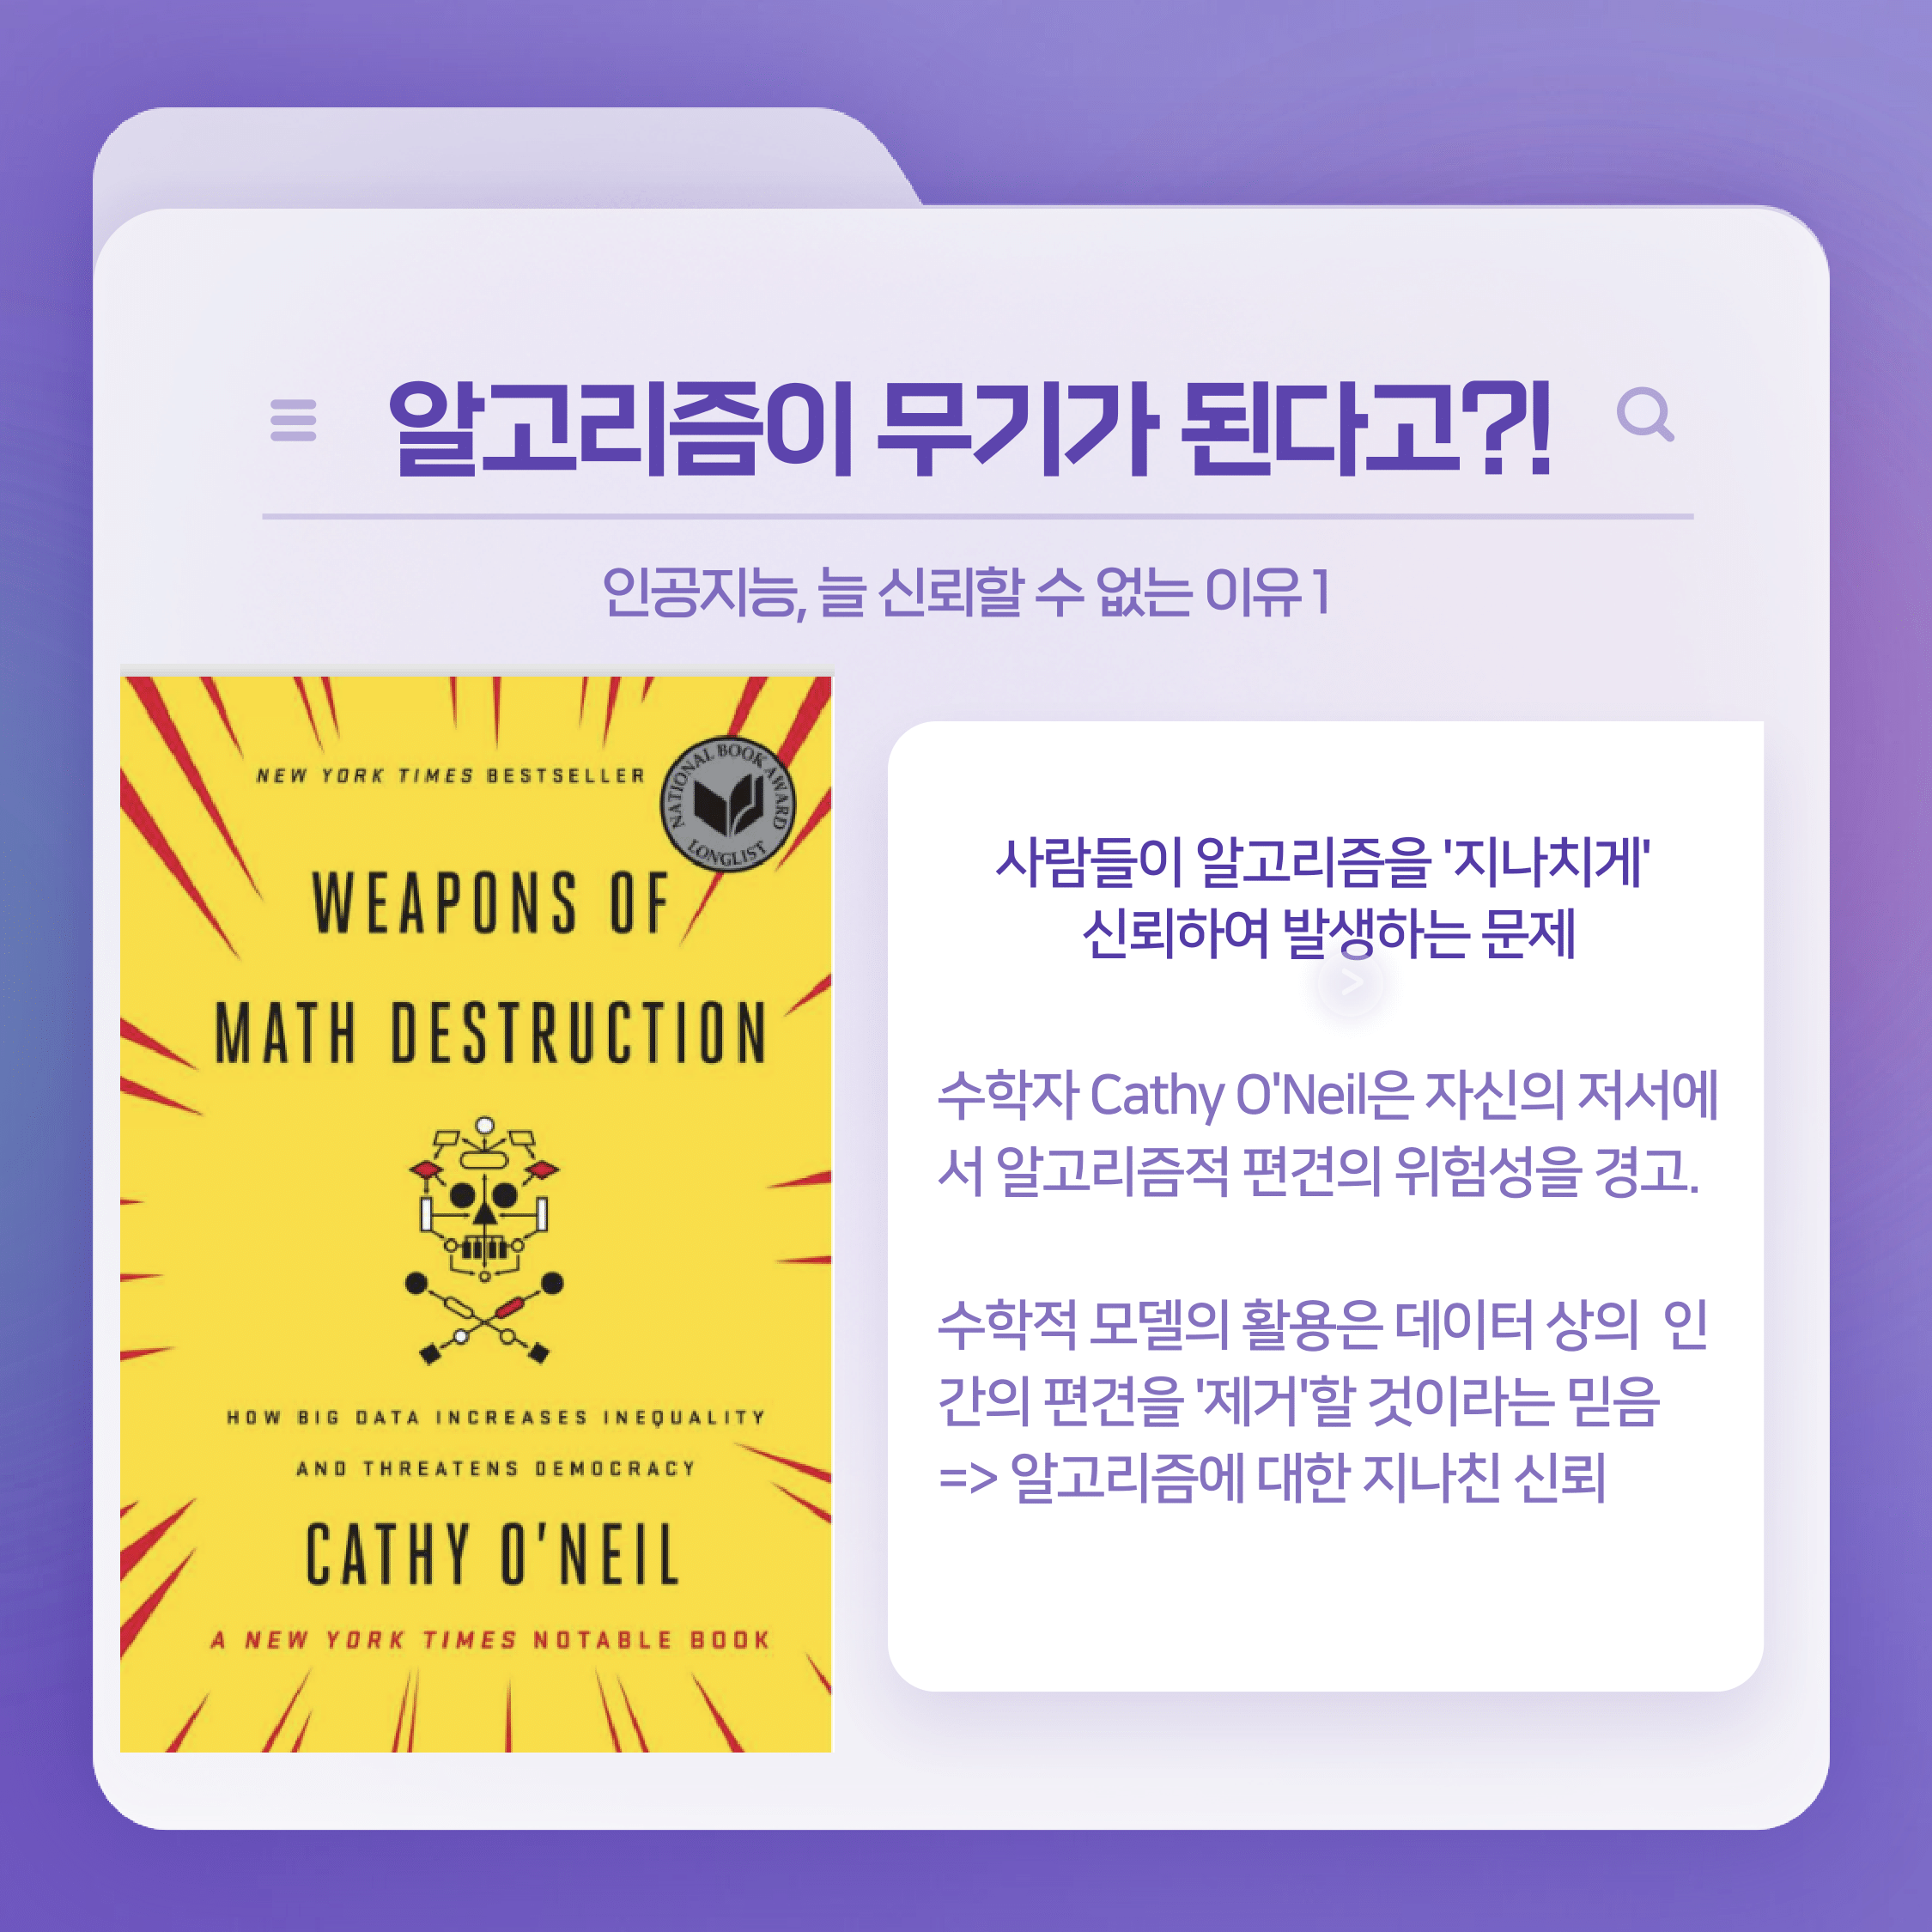 알고리즘이 무기가 된다고?!
인공지능, 늘 신뢰할 수 없는 이유 1
NEW YORK TIMES BESTSELLER
NATIONAL BOOK AWARD
LONGLIST
WEAPONS OF
MATH DESTRUCTION
HOW BIG DATA INCREASES INEQUALITY
AND THREATENS DEMOCRACY
CATHY O'NEIL
A NEW YORK TIMES NOTABLE BOOK
사람들이 알고리즘을 '지나치게'
신뢰하여 발생하는 문제
>
수학자 Cathy O'Neil은 자신의 저서에
서 알고리즘적 편견의 위험성을 경고.
수학적 모델의 활용은 데이터 상의  인
간의 편견을 '제거'할 것이라는 믿음
=> 알고리즘에 대한 지나친 신뢰